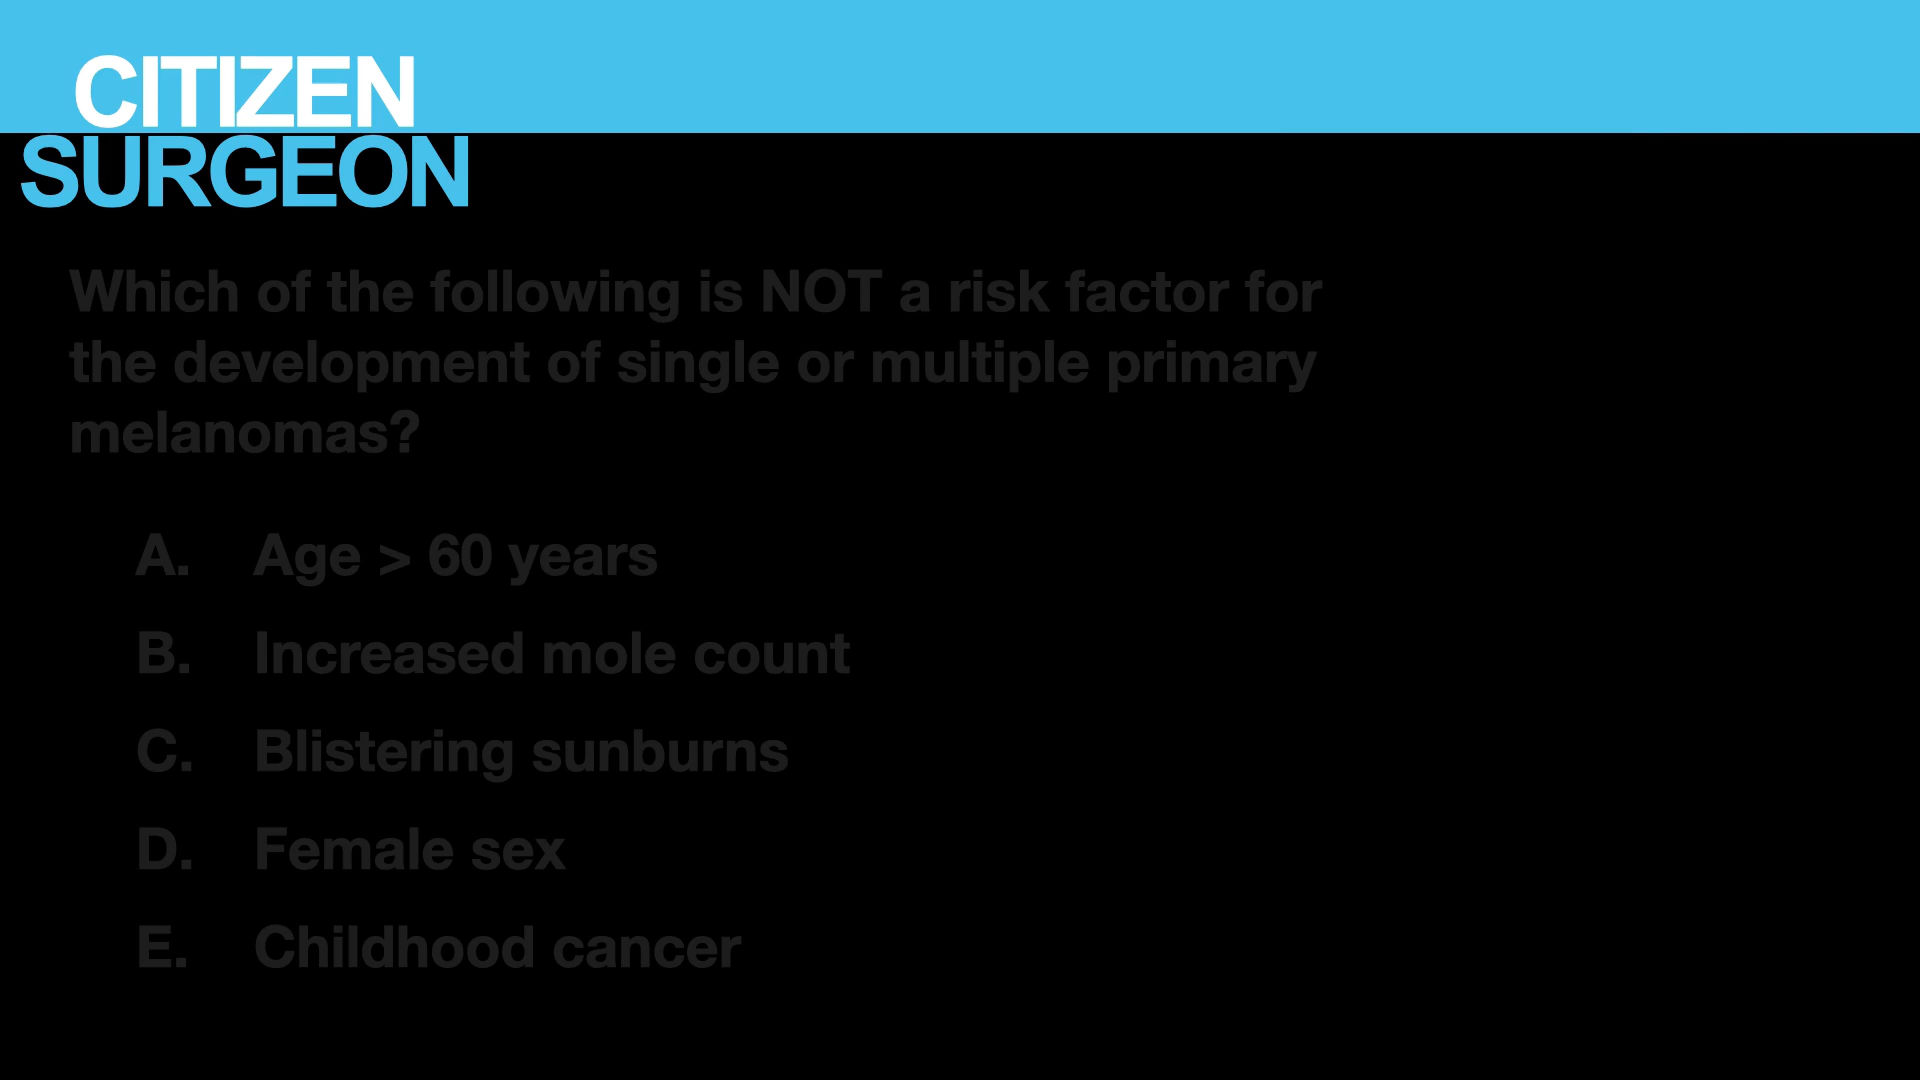 CITIZEN
SURGEON
Which of the following is NOT a risk factor for
the development of single or multiple primary
melanomas?
A. Age > 60 years
B. Increased mole count
C. Blistering sunburns
D. Female sex
E. Childhood cancer